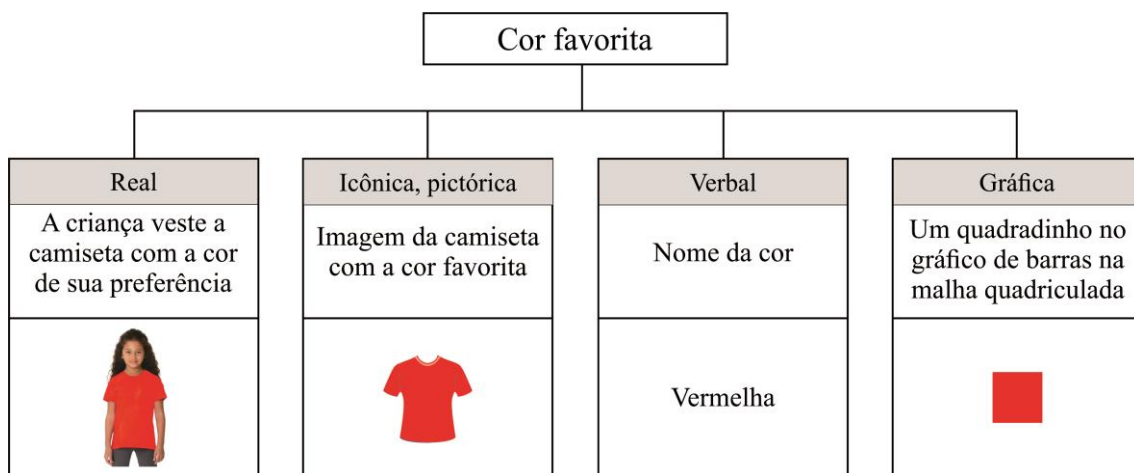 Cor favorita
Real
A criança veste a
camiseta com a cor
de sua preferência
Icônica, pictórica
Imagem da camiseta
com a cor favorita
Verbal
Nome da cor
Vermelha
Gráfica
Um quadradinho no
gráfico de barras na
malha quadriculada